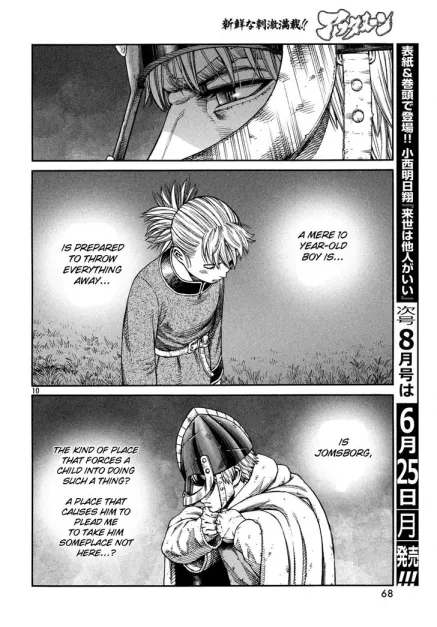 新鮮な刺激満載!!
アフタヌーン
表紙&巻頭で登場!! 小西明日翔『来世は他人がいい』
次号8月号は6月25日月発売!!!
A MERE 10
YEAR-OLD
BOY IS...
IS PREPARED
TO THROW
EVERYTHING
AWAY...
10
IS
JOMSBORG,
THE KIND OF PLACE
THAT FORCES A
CHILD INTO DOING
SUCH A THING?
A PLACE THAT
CAUSES HIM TO
PLEAD ME
TO TAKE HIM
SOMEPLACE NOT
HERE...?
68